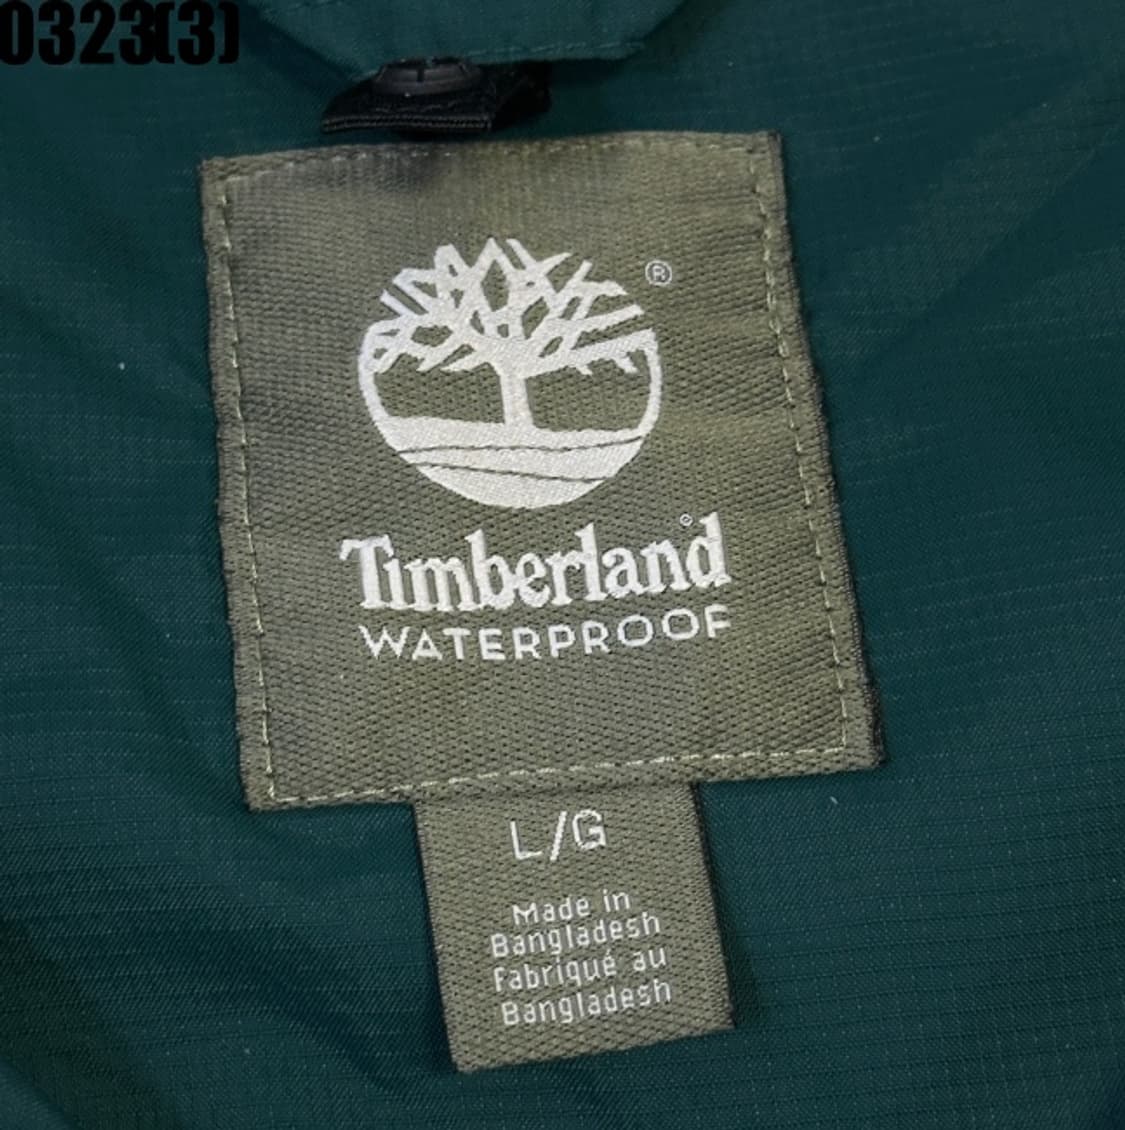 0323(3)
®
Timberland®
WATERPROOF
L/G
Made in
Bangladesh
Fabriqué au
Bangladesh